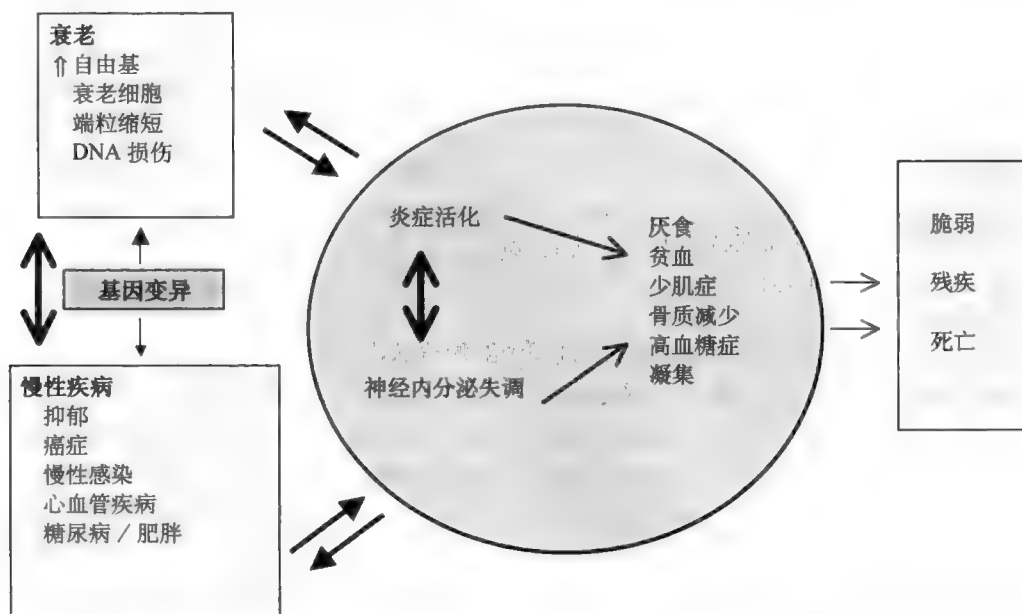 衰老
⇑自由基
衰老细胞
端粒缩短
DNA 损伤
基因变异
慢性疾病
抑郁
癌症
慢性感染
心血管疾病
糖尿病 / 肥胖
炎症活化
神经内分泌失调
厌食
贫血
少肌症
骨质减少
高血糖症
凝集
脆弱
残疾
死亡